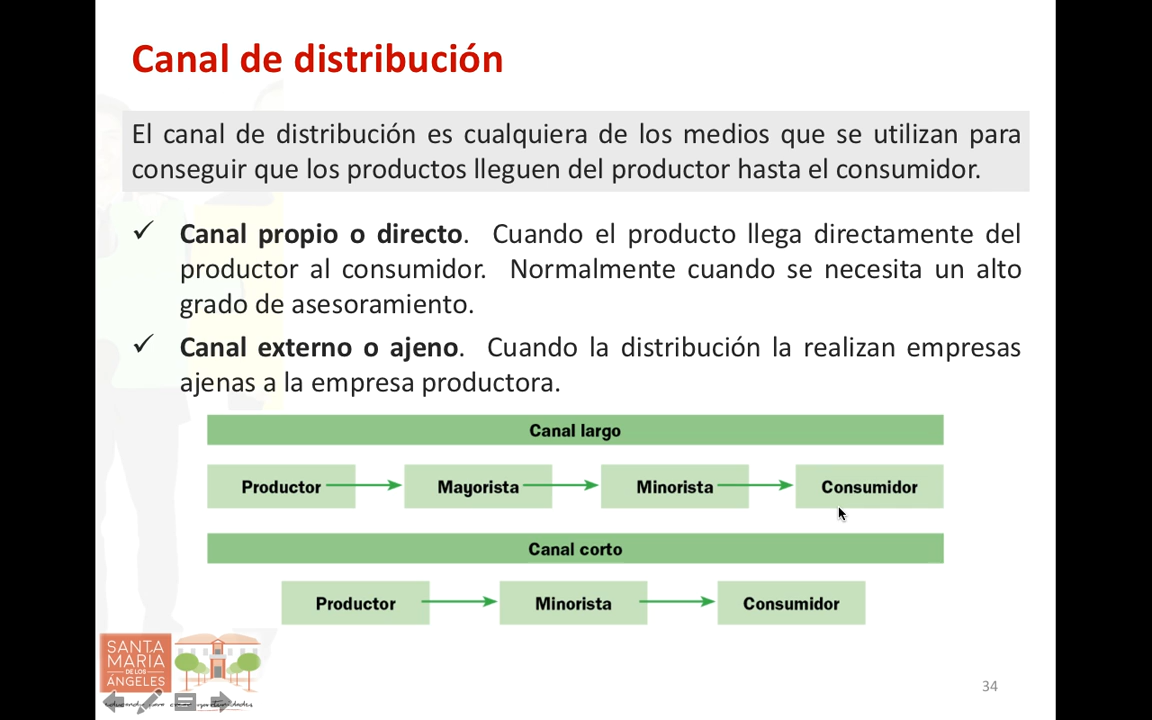 Canal de distribución
El canal de distribución es cualquiera de los medios que se utilizan para
conseguir que los productos lleguen del productor hasta el consumidor.
Canal propio o directo. Cuando el producto llega directamente del
productor al consumidor. Normalmente cuando se necesita un alto
grado de asesoramiento.
Canal externo o ajeno. Cuando la distribución la realizan empresas
ajenas a la empresa productora.
Canal largo
Productor Mayorista Minorista Consumidor
Canal corto
Productor Minorista Consumidor
SANTA
MARIA
DE LOS
ÁNGELES
34